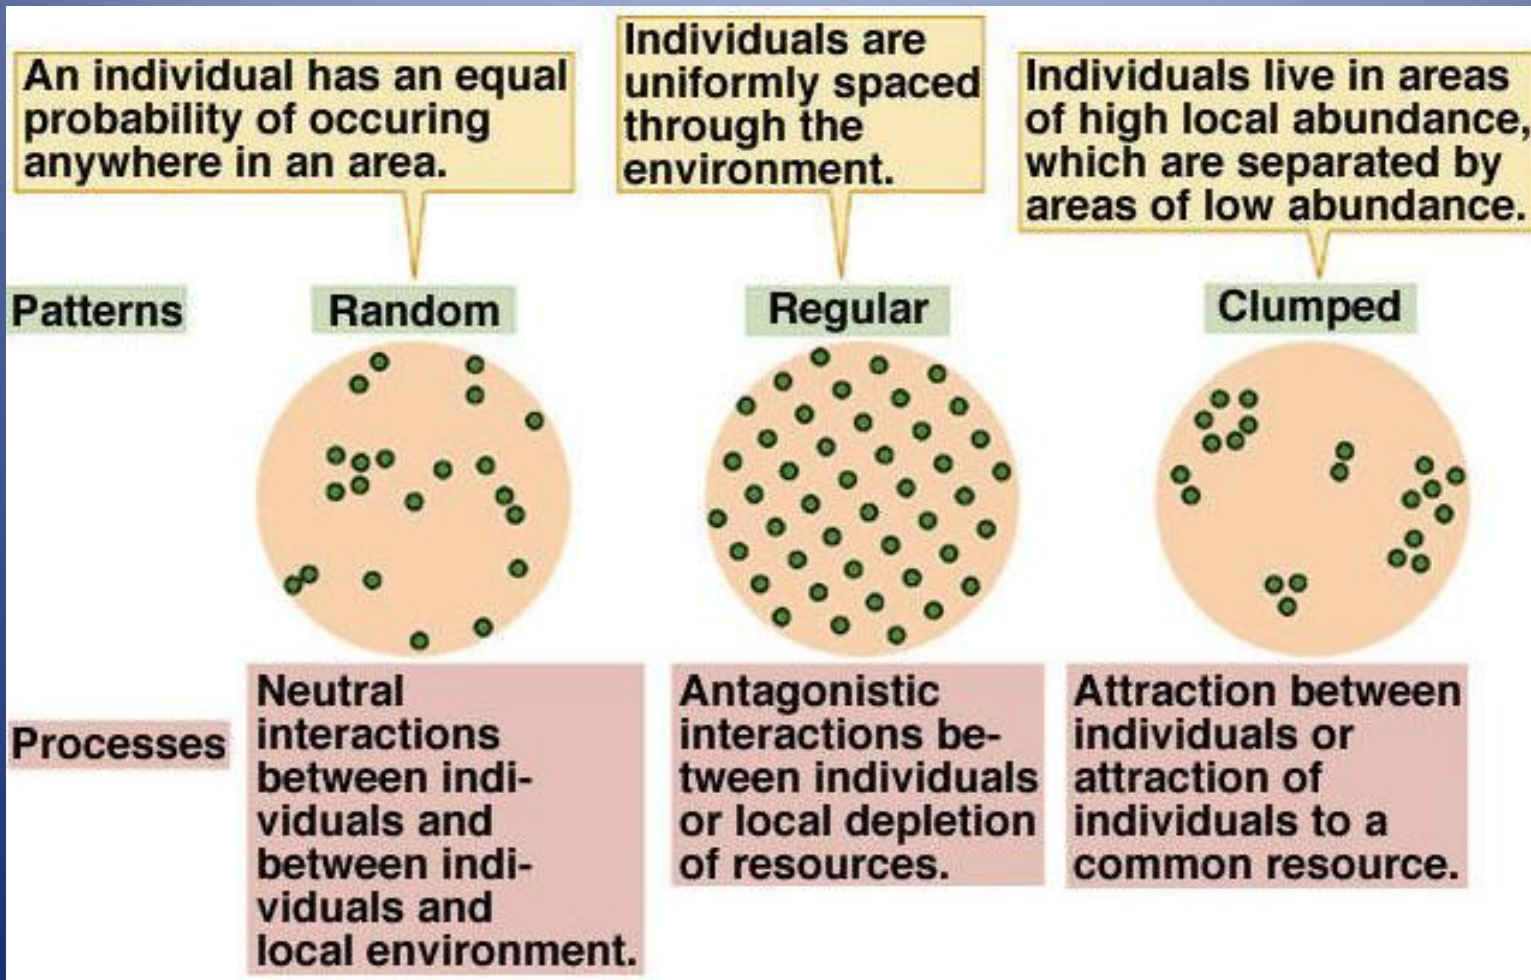 An individual has an equal
probability of occuring
anywhere in an area.
Individuals are
uniformly spaced
through the
environment.
Individuals live in areas
of high local abundance,
which are separated by
areas of low abundance.
Patterns
Random
Regular
Clumped
Processes
Neutral
interactions
between indi-
viduals and
between indi-
viduals and
local environment.
Antagonistic
interactions be-
tween individuals
or local depletion
of resources.
Attraction between
individuals or
attraction of
individuals to a
common resource.